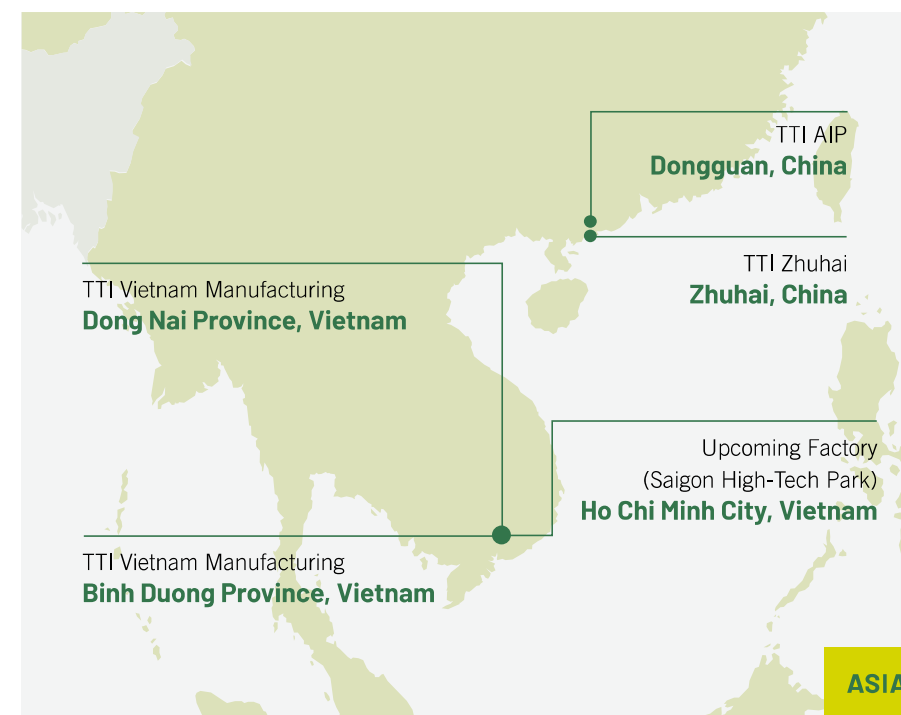 TTI AIP
Dongguan, China
TTI Zhuhai
Zhuhai, China
TTI Vietnam Manufacturing
Dong Nai Province, Vietnam
Upcoming Factory
(Saigon High-Tech Park)
Ho Chi Minh City, Vietnam
TTI Vietnam Manufacturing
Binh Duong Province, Vietnam
ASIA